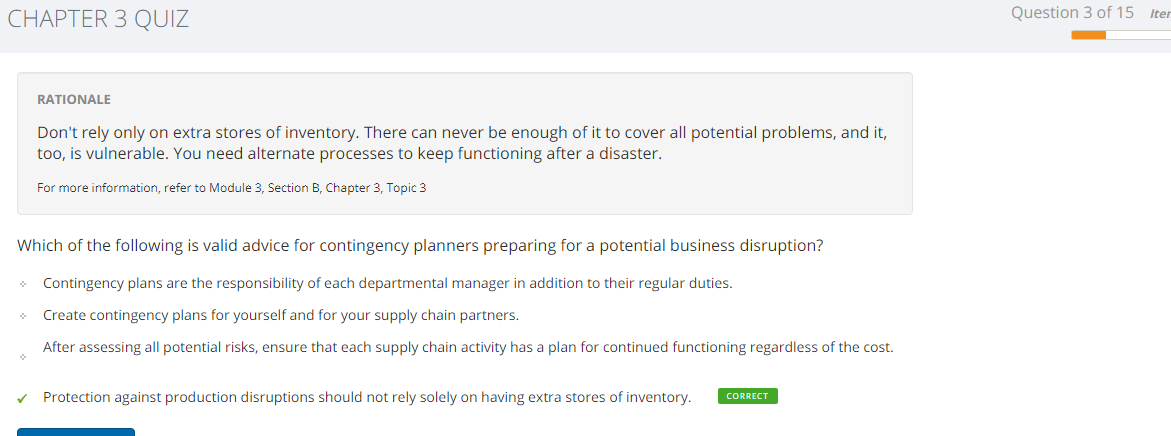 CHAPTER 3 QUIZ
Question 3 of 15
RATIONALE
Don't rely only on extra stores of inventory. There can never be enough of it to cover all potential problems, and it,
too, is vulnerable. You need alternate processes to keep functioning after a disaster.
For more information, refer to Module 3, Section B, Chapter 3, Topic 3
Which of the following is valid advice for contingency planners preparing for a potential business disruption?
Contingency plans are the responsibility of each departmental manager in addition to their regular duties.
Create contingency plans for yourself and for your supply chain partners.
After assessing all potential risks, ensure that each supply chain activity has a plan for continued functioning regardless of the cost.
Protection against production disruptions should not rely solely on having extra stores of inventory. CORRECT